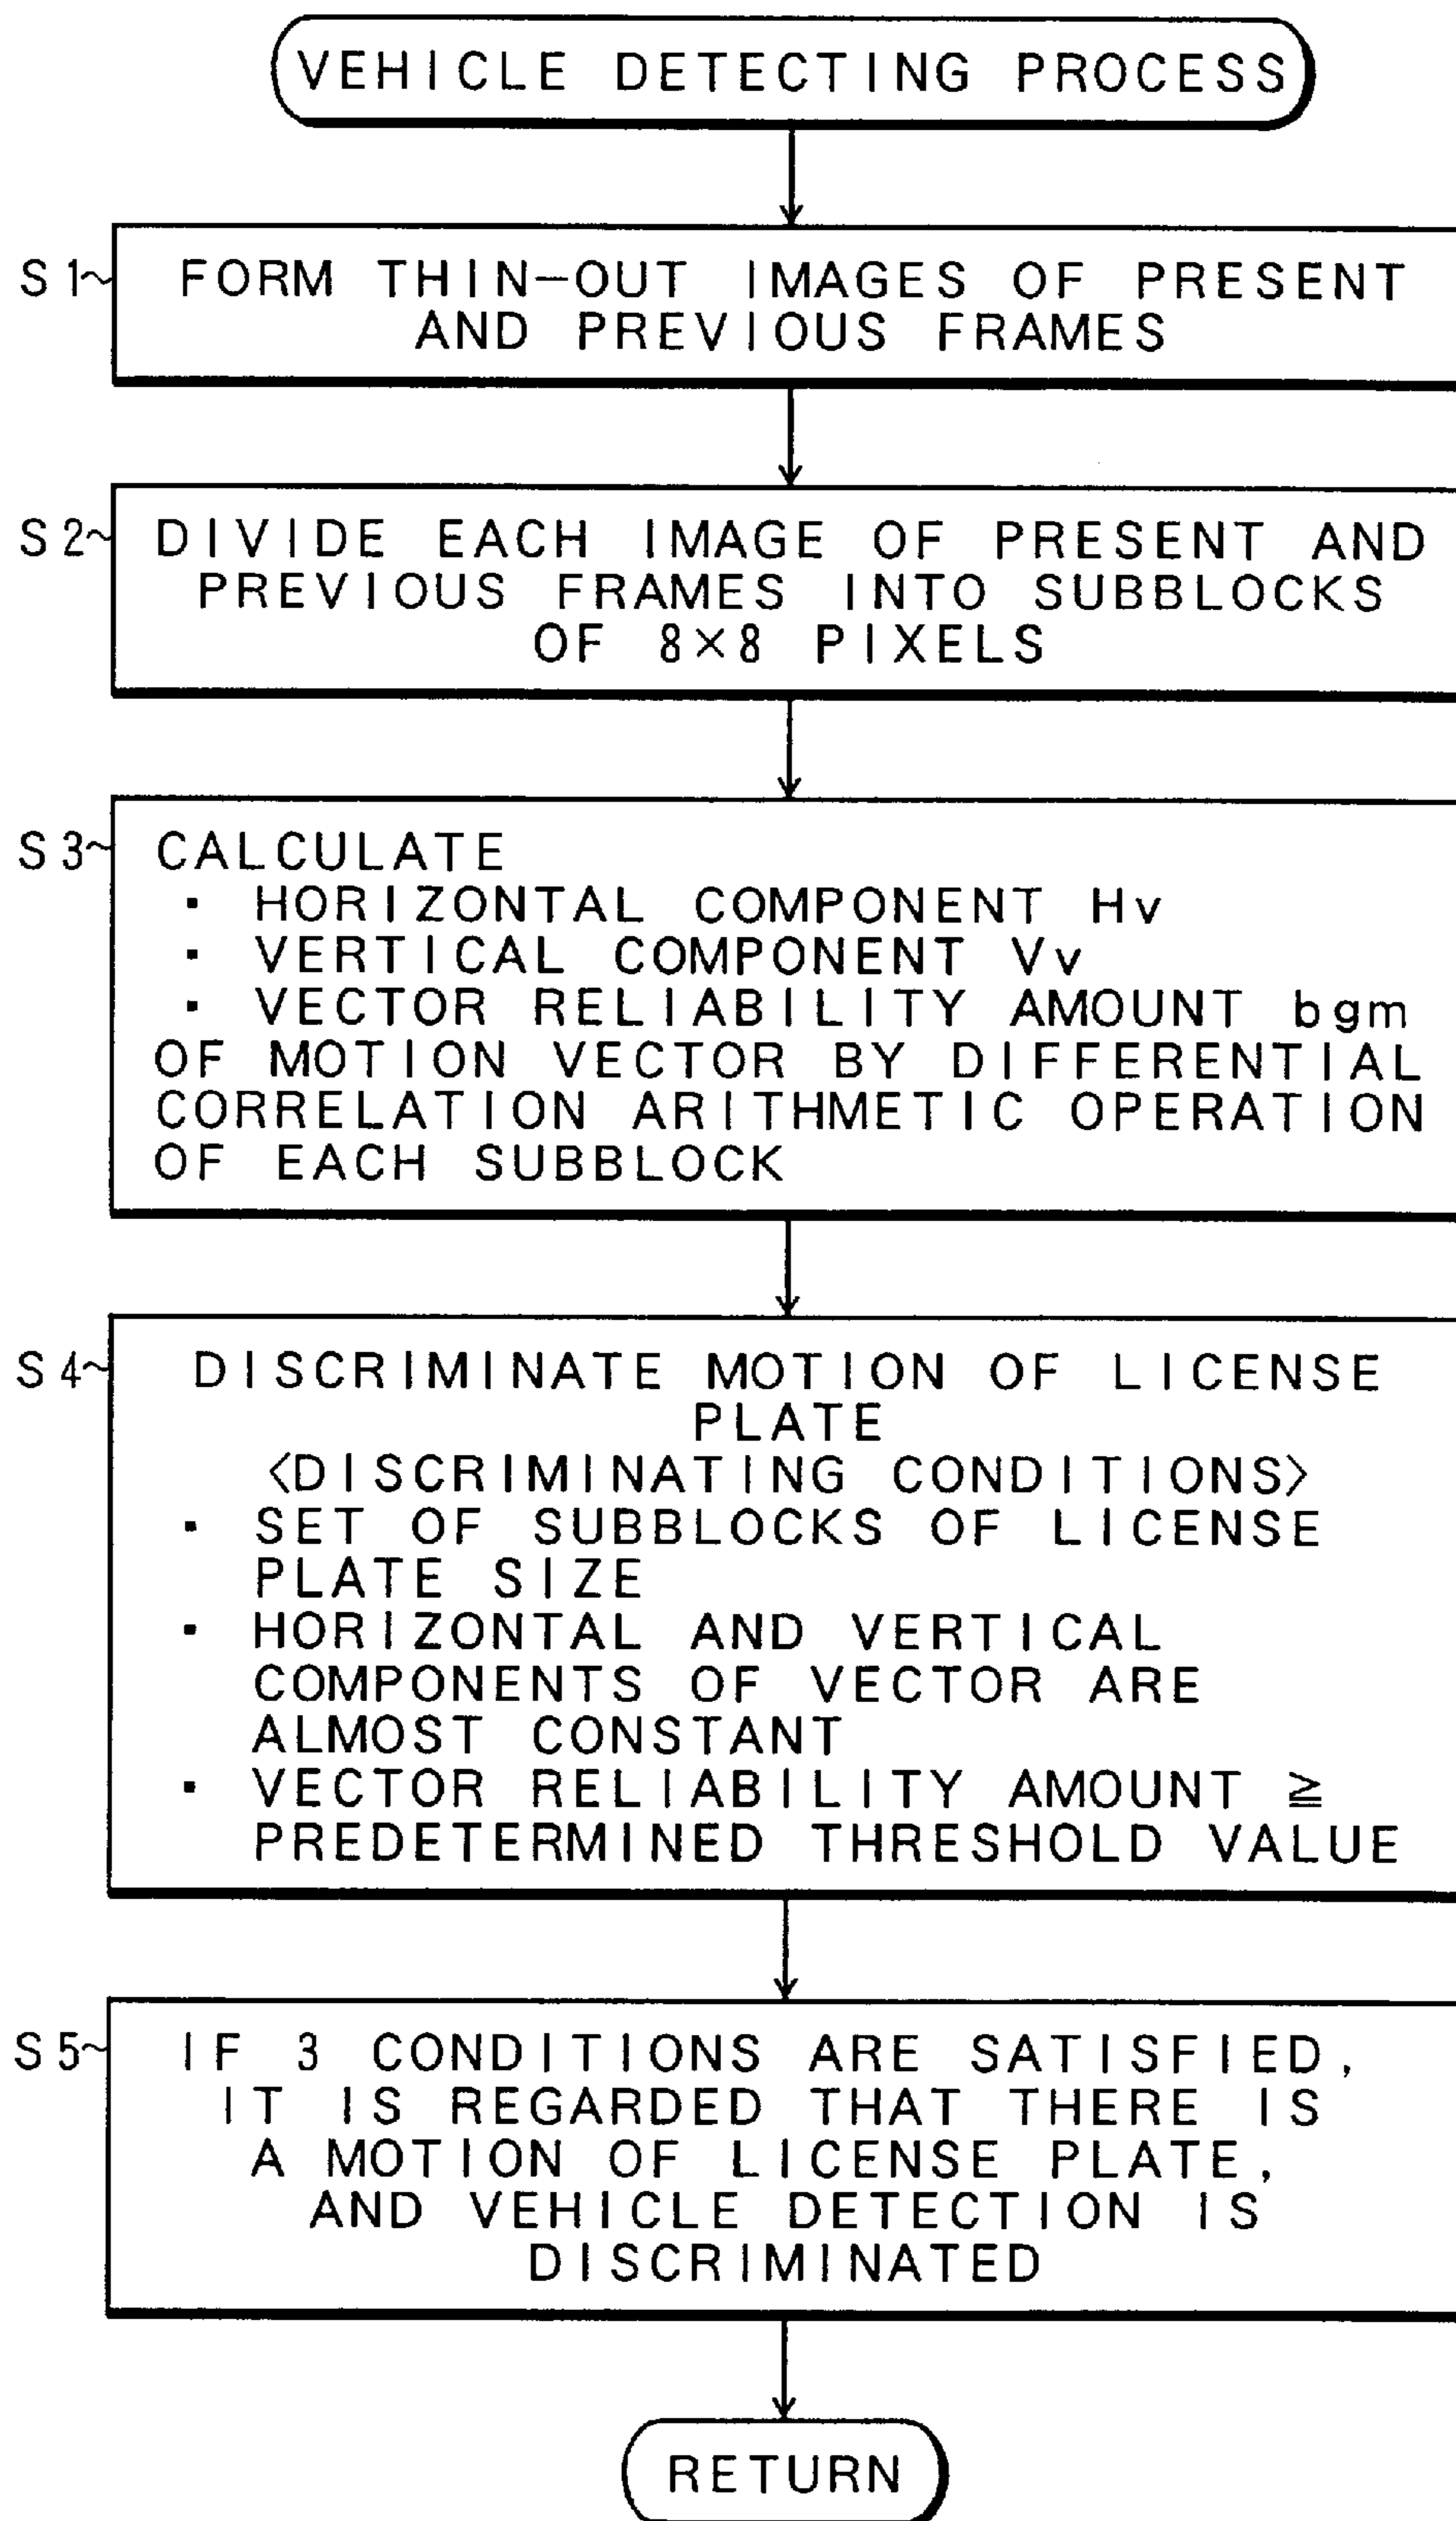 VEHICLE DETECTING PROCESS
S1~ FORM THIN-OUT IMAGES OF PRESENT
AND PREVIOUS FRAMES
S2~ DIVIDE EACH IMAGE OF PRESENT AND
PREVIOUS FRAMES INTO SUBBLOCKS
OF 8×8 PIXELS
S3~ CALCULATE
· HORIZONTAL COMPONENT Hv
· VERTICAL COMPONENT Vv
· VECTOR RELIABILITY AMOUNT bgm
OF MOTION VECTOR BY DIFFERENTIAL
CORRELATION ARITHMETIC OPERATION
OF EACH SUBBLOCK
S4~ DISCRIMINATE MOTION OF LICENSE
PLATE
<DISCRIMINATING CONDITIONS>
· SET OF SUBBLOCKS OF LICENSE
PLATE SIZE
· HORIZONTAL AND VERTICAL
COMPONENTS OF VECTOR ARE
ALMOST CONSTANT
· VECTOR RELIABILITY AMOUNT ≧
PREDETERMINED THRESHOLD VALUE
S5~ IF 3 CONDITIONS ARE SATISFIED,
IT IS REGARDED THAT THERE IS
A MOTION OF LICENSE PLATE,
AND VEHICLE DETECTION IS
DISCRIMINATED
RETURN